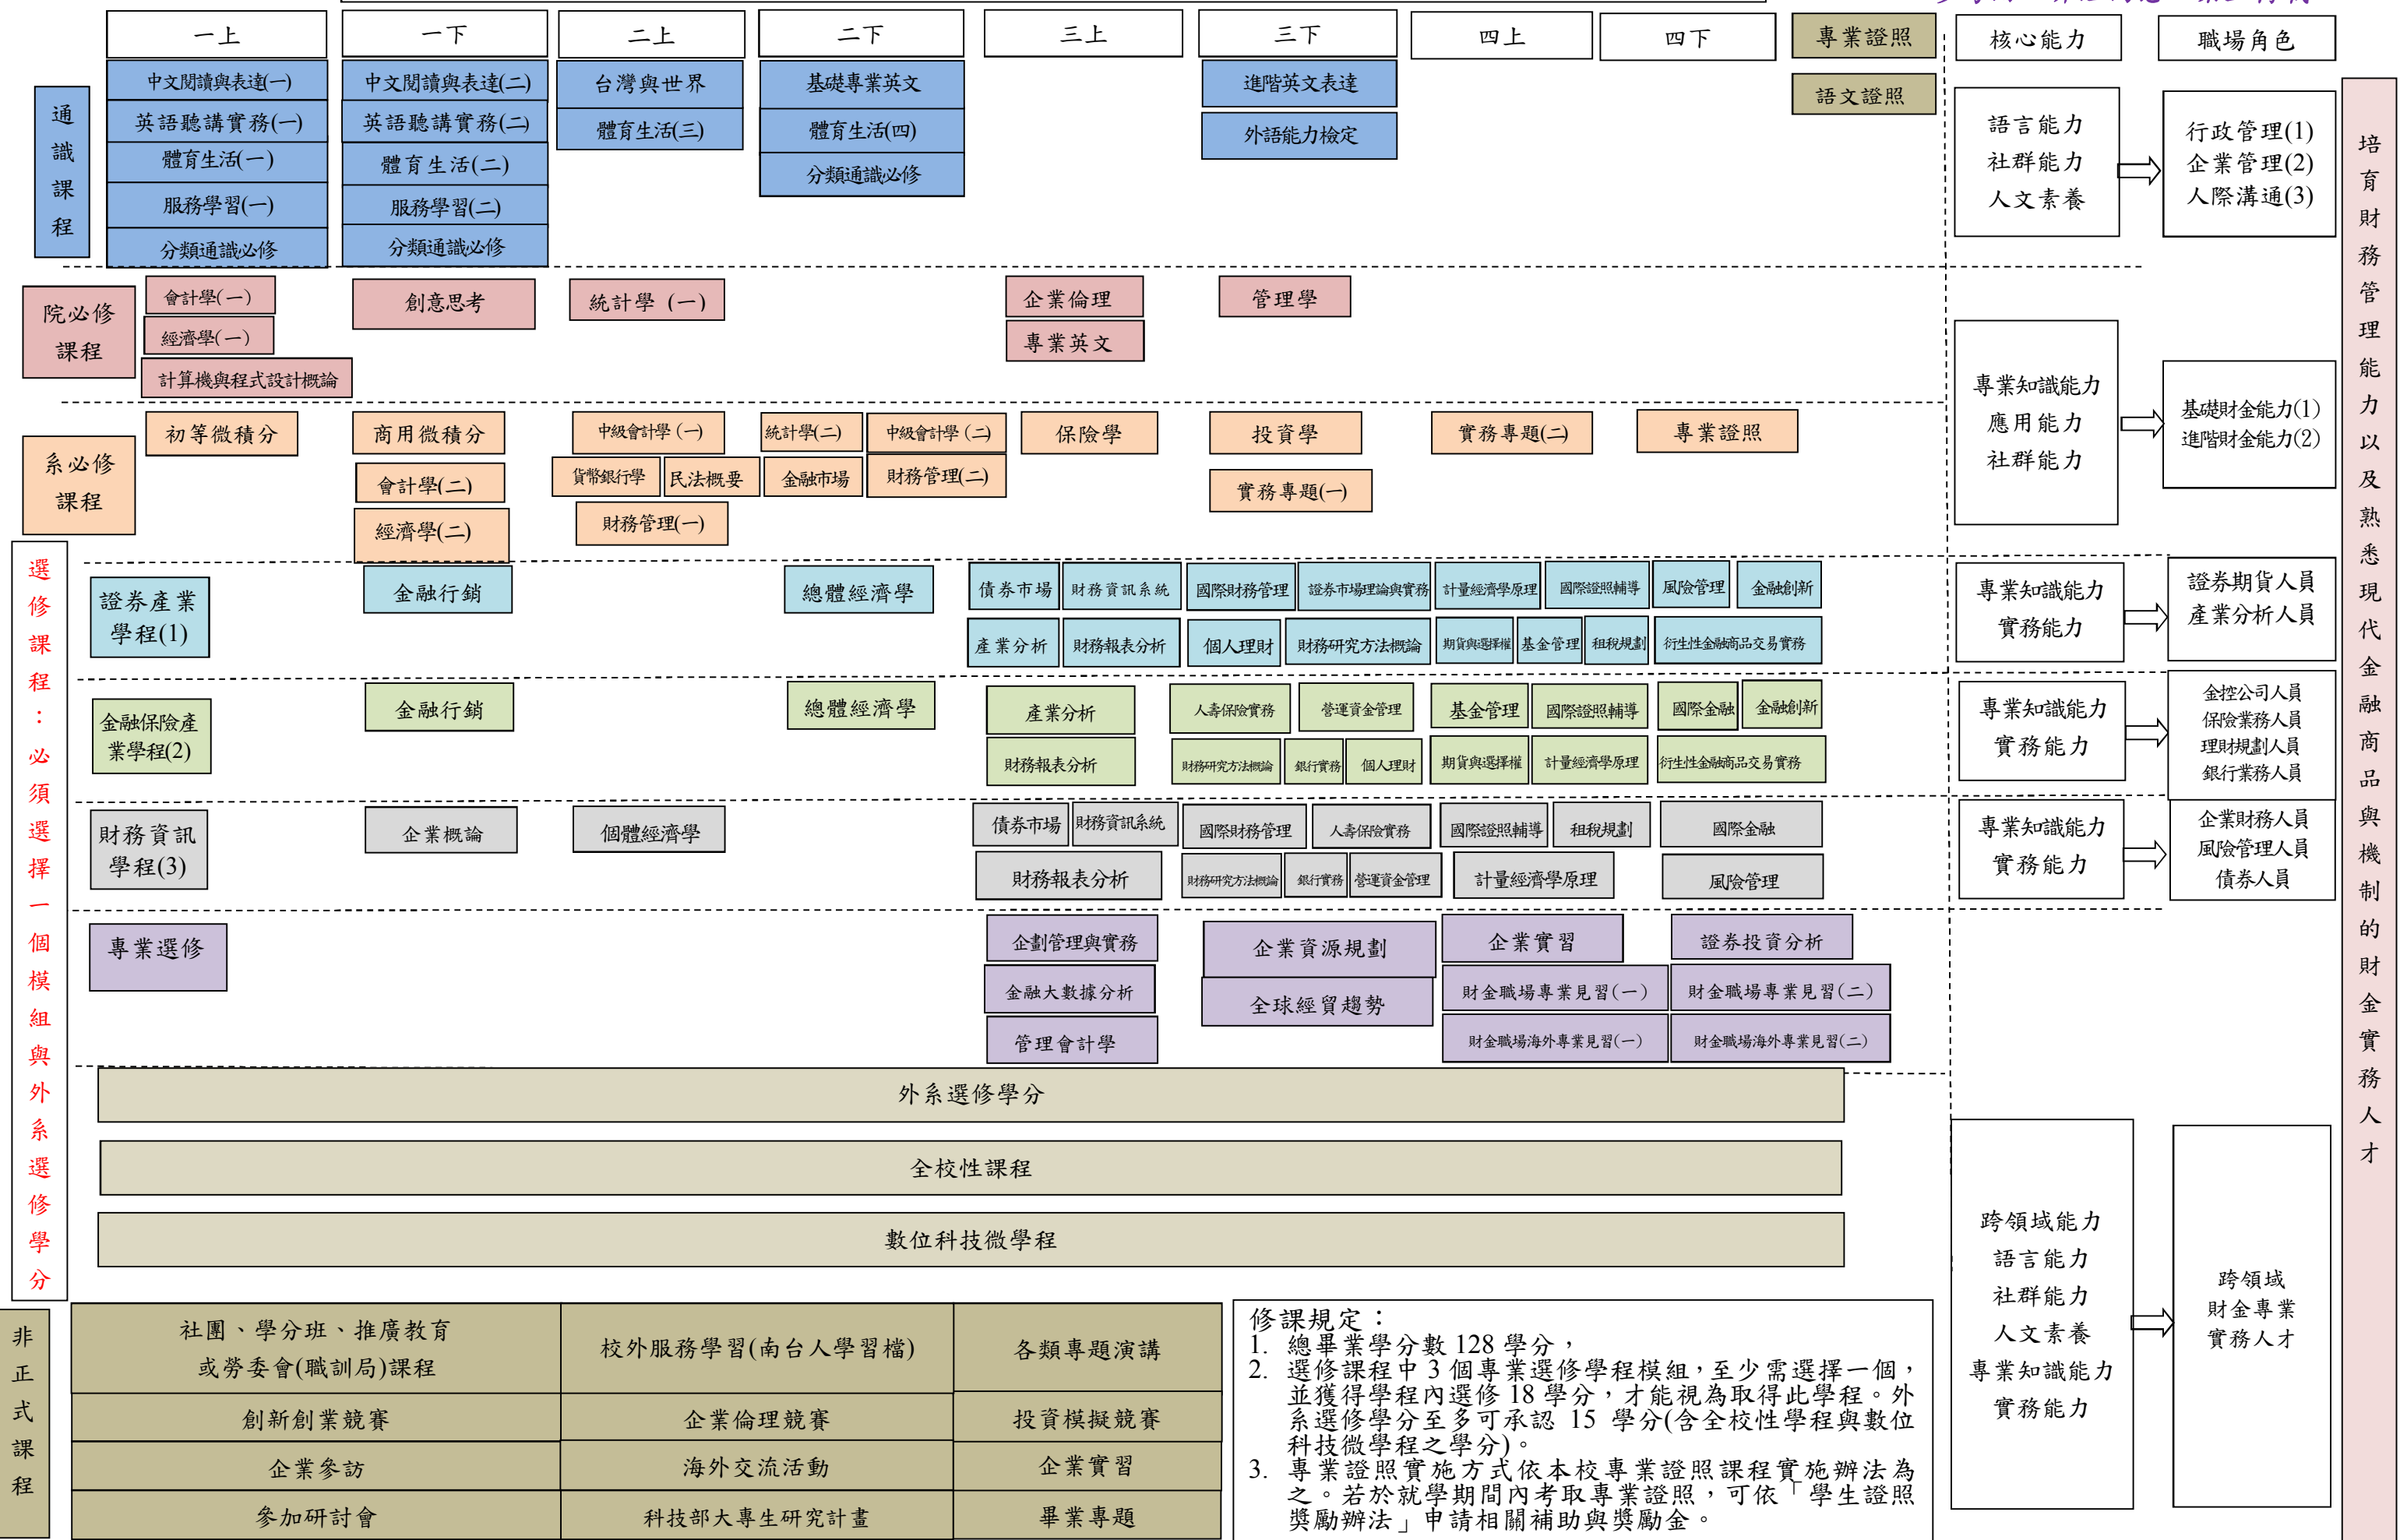 一上
一下
二上
二下
三上
三下
四上
四下
專業證照
核心能力
職場角色
語文證照
通識課程
中文閱讀與表達(一)
英語聽講實務(一)
體育生活(一)
服務學習(一)
分類通識必修
中文閱讀與表達(二)
英語聽講實務(二)
體育生活(二)
服務學習(二)
分類通識必修
台灣與世界
體育生活(三)
基礎專業英文
體育生活(四)
分類通識必修
進階英文表達
外語能力檢定
語言能力
社群能力
人文素養
行政管理(1)
企業管理(2)
人際溝通(3)
院必修
課程
會計學(一)
經濟學(一)
計算機與程式設計概論
創意思考
統計學 (一)
企業倫理
專業英文
管理學
系必修
課程
初等微積分
商用微積分
會計學(二)
經濟學(二)
中級會計學 (一)
貨幣銀行學
民法概要
財務管理(一)
統計學(二)
中級會計學 (二)
金融市場
財務管理(二)
保險學
投資學
實務專題(一)
實務專題(二)
專業證照
專業知識能力
應用能力
社群能力
基礎財金能力(1)
進階財金能力(2)
選修課程：必須選擇一個模組與外系選修學分
證券產業
學程(1)
金融行銷
總體經濟學
債券市場
財務資訊系統
國際財務管理
證券市場理論與實務
計量經濟學原理
國際證照輔導
風險管理
金融創新
產業分析
財務報表分析
個人理財
財務研究方法概論
期貨與選擇權
基金管理
租稅規劃
衍生性金融商品交易實務
專業知識能力
實務能力
證券期貨人員
產業分析人員
金融保險產
業學程(2)
金融行銷
總體經濟學
產業分析
人壽保險實務
營運資金管理
基金管理
國際證照輔導
國際金融
金融創新
財務報表分析
財務研究方法概論
銀行實務
個人理財
期貨與選擇權
計量經濟學原理
衍生性金融商品交易實務
專業知識能力
實務能力
金控公司人員
保險業務人員
理財規劃人員
銀行業務人員
財務資訊
學程(3)
企業概論
個體經濟學
債券市場
財務資訊系統
國際財務管理
人壽保險實務
國際證照輔導
租稅規劃
國際金融
財務報表分析
財務研究方法概論
銀行實務
營運資金管理
計量經濟學原理
風險管理
專業知識能力
實務能力
企業財務人員
風險管理人員
債券人員
專業選修
企劃管理與實務
金融大數據分析
管理會計學
企業資源規劃
全球經貿趨勢
企業實習
財金職場專業見習(一)
財金職場海外專業見習(一)
證券投資分析
財金職場專業見習(二)
財金職場海外專業見習(二)
外系選修學分
全校性課程
數位科技微學程
跨領域能力
語言能力
社群能力
人文素養
專業知識能力
實務能力
跨領域
財金專業
實務人才
培育財務管理能力以及熟悉現代金融商品與機制的財金實務人才
非正式課程
社團、學分班、推廣教育
或勞委會(職訓局)課程
校外服務學習(南台人學習檔)
各類專題演講
創新創業競賽
企業倫理競賽
投資模擬競賽
企業參訪
海外交流活動
企業實習
參加研討會
科技部大專生研究計畫
畢業專題
修課規定：
1. 總畢業學分數 128 學分，
2. 選修課程中 3 個專業選修學程模組，至少需選擇一個，
並獲得學程內選修 18 學分，才能視為取得此學程。外
系選修學分至多可承認 15 學分(含全校性學程與數位
科技微學程之學分)。
3. 專業證照實施方式依本校專業證照課程實施辦法為
之。若於就學期間內考取專業證照，可依「學生證照
獎勵辦法」申請相關補助與獎勵金。